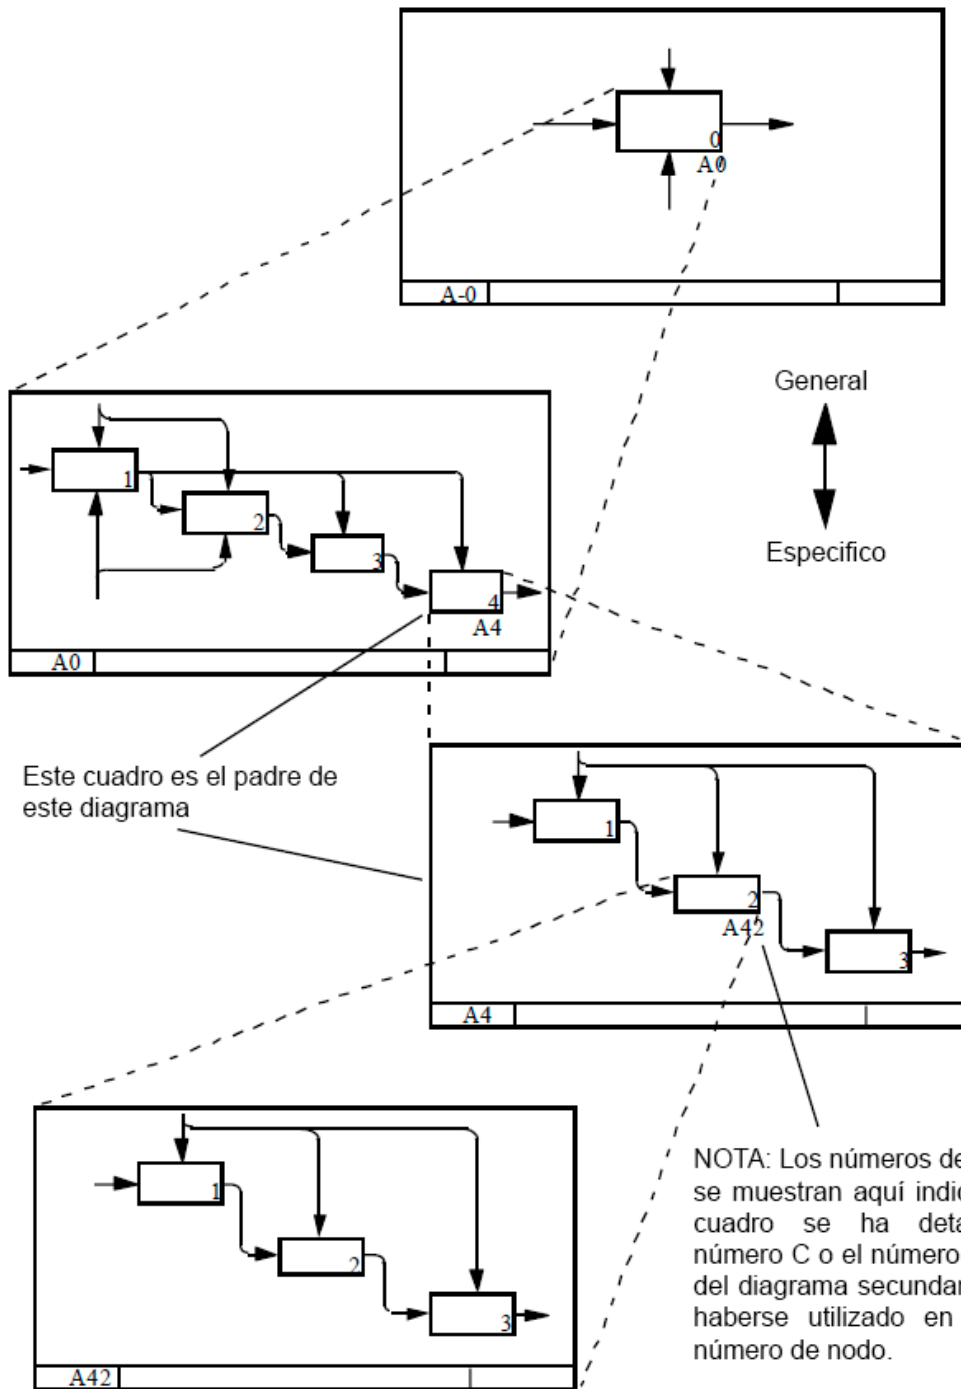 0
A0
A-0
General
Especifico
1
2
3
4
A4
A0
Este cuadro es el padre de
este diagrama
1
2
A42
3
A4
NOTA: Los números de
se muestran aquí indic
cuadro se ha deta
número C o el número
del diagrama secundar
haberse utilizado en
número de nodo.
1
2
3
A42